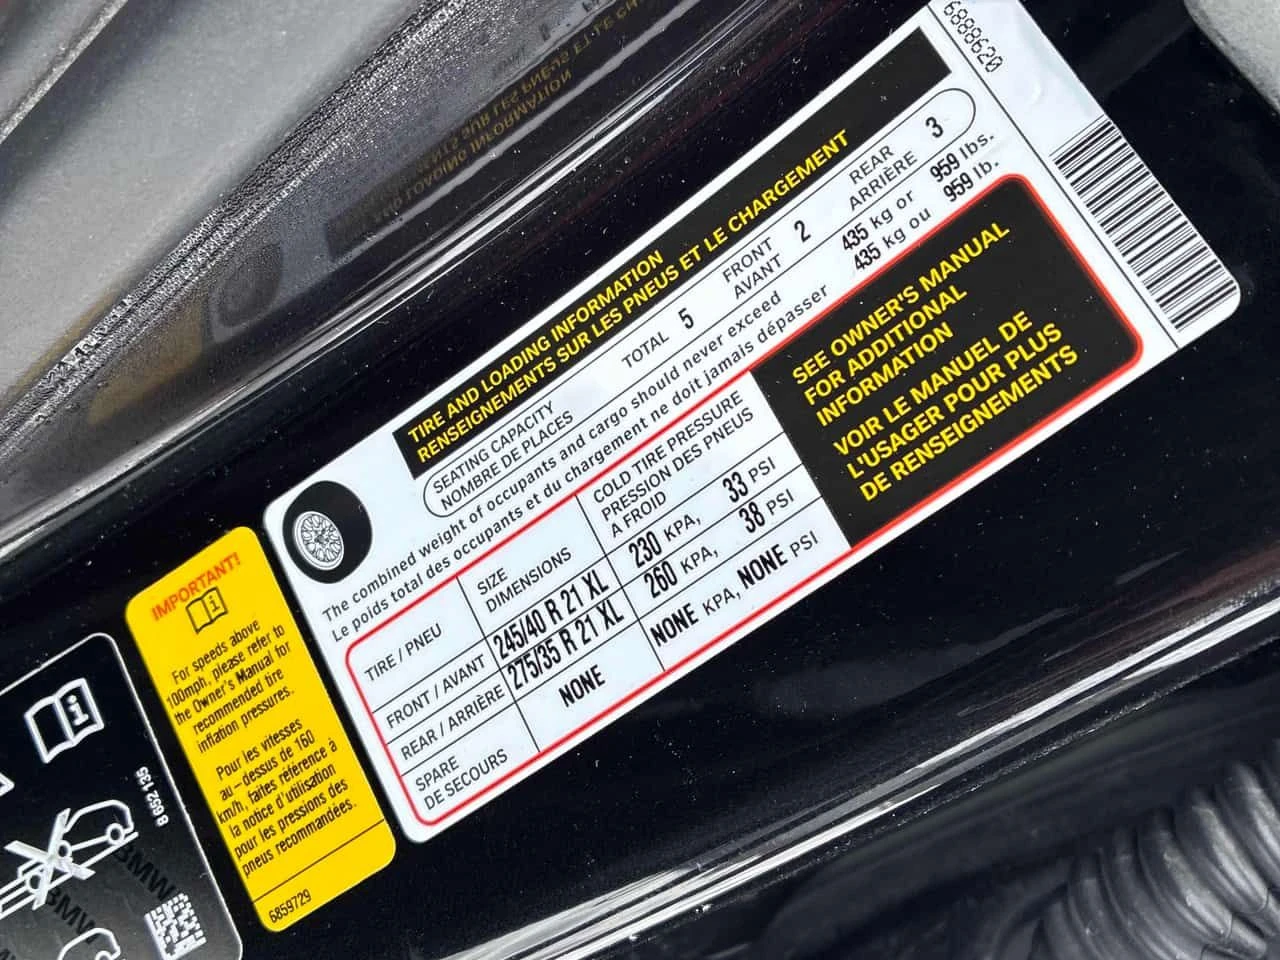 6888620
TIRE AND LOADING INFORMATION
RENSEIGNEMENTS SUR LES PNEUS ET LE CHARGEMENT
SEATING CAPACITY
NOMBRE DE PLACES
TOTAL 5
FRONT
AVANT
2
REAR
ARRIÈRE
3
The combined weight of occupants and cargo should never exceed 435 kg or 959 lbs.
Le poids total des occupants et du chargement ne doit jamais dépasser 435 kg ou 959 lb.
TIRE / PNEU
SIZE
DIMENSIONS
COLD TIRE PRESSURE
PRESSION DES PNEUS
A FROID
FRONT / AVANT 245/40 R 21 XL 230 KPA, 33 PSI
REAR / ARRIÈRE 275/35 R 21 XL 260 KPA, 38 PSI
SPARE
DE SECOURS
NONE NONE KPA, NONE PSI
SEE OWNER'S MANUAL
FOR ADDITIONAL
INFORMATION
VOIR LE MANUEL DE
L'USAGER POUR PLUS
DE RENSEIGNEMENTS
IMPORTANT!
For speeds above
100mph, please refer to
the Owner's Manual for
recommended tire
inflation pressures.
Pour les vitesses
au-dessus de 160
km/h, faites référence à
la notice d'utilisation
pour les pressions des
pneus recommandées.
6859729
8 652 135
BMW
BMW